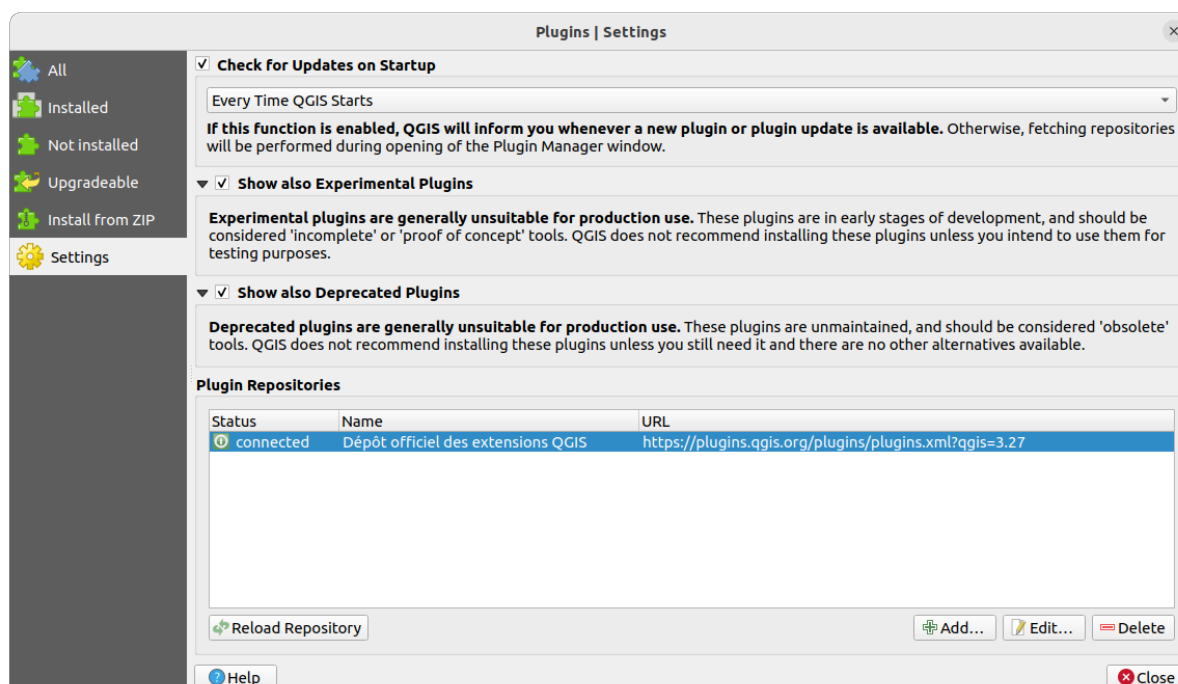 Plugins | Settings
All
Installed
Not installed
Upgradeable
Install from ZIP
Settings
Check for Updates on Startup
Every Time QGIS Starts
If this function is enabled, QGIS will inform you whenever a new plugin or plugin update is available. Otherwise, fetching repositories
will be performed during opening of the Plugin Manager window.
Show also Experimental Plugins
Experimental plugins are generally unsuitable for production use. These plugins are in early stages of development, and should be
considered 'incomplete' or 'proof of concept' tools. QGIS does not recommend installing these plugins unless you intend to use them for
testing purposes.
Show also Deprecated Plugins
Deprecated plugins are generally unsuitable for production use. These plugins are unmaintained, and should be considered 'obsolete'
tools. QGIS does not recommend installing these plugins unless you still need it and there are no other alternatives available.
Plugin Repositories
Status Name URL
connected Dépôt officiel des extensions QGIS https://plugins.qgis.org/plugins/plugins.xml?qgis=3.27
Reload Repository Add... Edit... Delete
Help Close